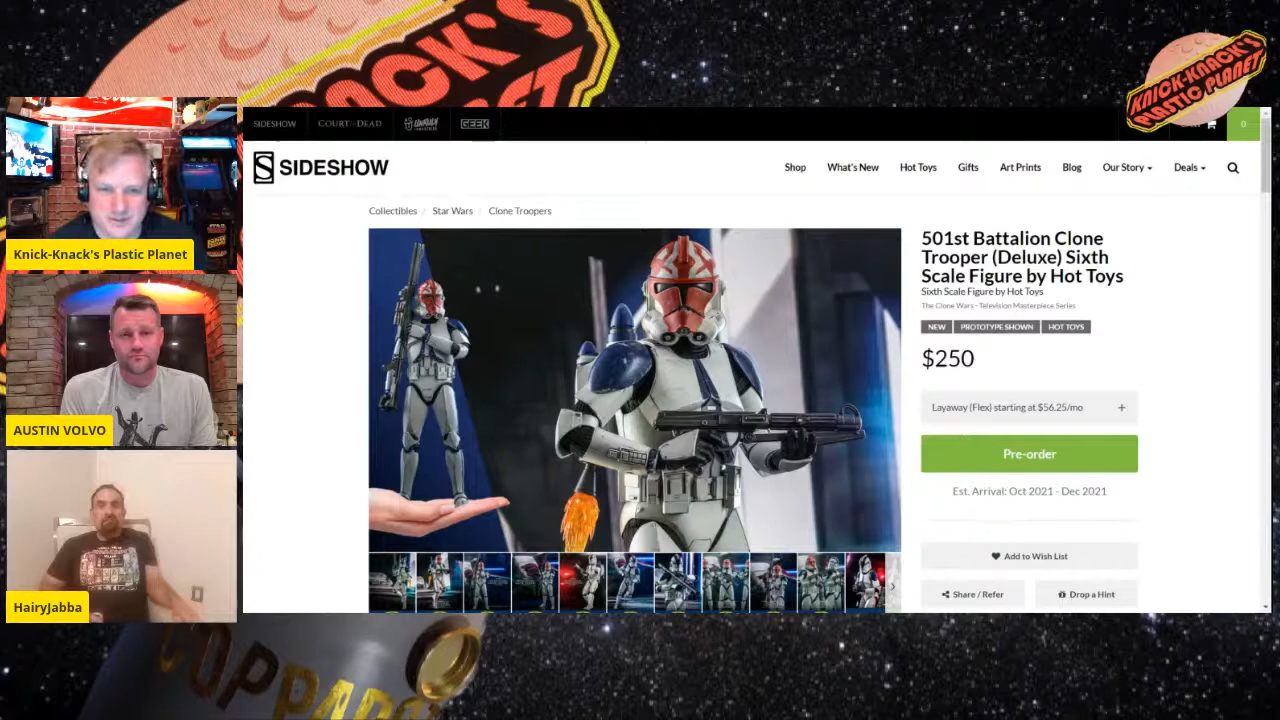 KNACK'S
PLANET
KNICK-KNACK'S
PLASTIC PLANET
SIDESHOW
COURT OF THE DEAD
UNRULY
GEEK
0
SIDESHOW
Shop
What's New
Hot Toys
Gifts
Art Prints
Blog
Our Story
Deals
Collectibles / Star Wars / Clone Troopers
501st Battalion Clone
Trooper (Deluxe) Sixth
Scale Figure by Hot Toys
Sixth Scale Figure by Hot Toys
The Clone Wars - Television Masterpiece Series
NEW
PROTOTYPE SHOWN
HOT TOYS
$250
Layaway (Flex) starting at $56.25/mo +
Pre-order
Est. Arrival: Oct 2021 - Dec 2021
Add to Wish List
Share / Refer
Drop a Hint
Knick-Knack's Plastic Planet
AUSTIN VOLVO
HairyJabba